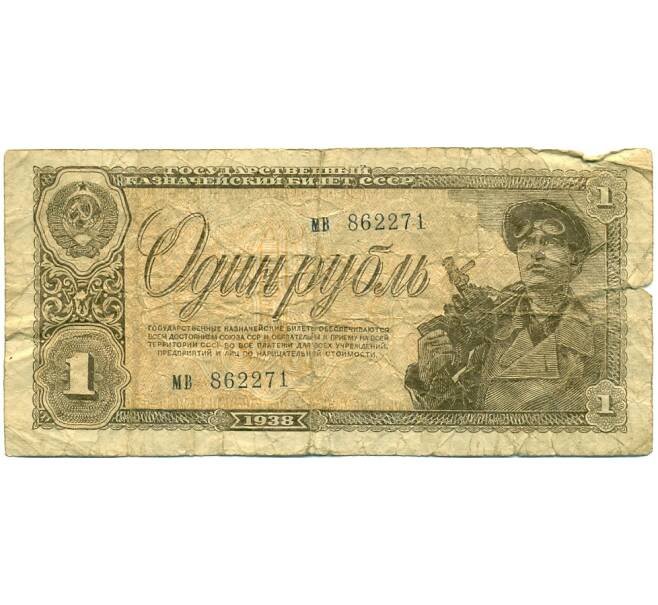 ГОСУДАРСТВЕННЫЙ
КАЗНАЧЕЙСКИЙ БИЛЕТ СССР
1
МВ 862271
Один рубль
ГОСУДАРСТВЕННЫЕ КАЗНАЧЕЙСКИЕ БИЛЕТЫ ОБЕСПЕЧИВАЮТСЯ
ВСЕМ ДОСТОЯНИЕМ СОЮЗА ССР И ОБЯЗАТЕЛЬНЫ К ПРИЕМУ НА ВСЕЙ
ТЕРРИТОРИИ СССР ВО ВСЕ ПЛАТЕЖИ ДЛЯ ВСЕХ УЧРЕЖДЕНИЙ,
ПРЕДПРИЯТИЙ И ЛИЦ ПО НАРИЦАТЕЛЬНОЙ СТОИМОСТИ.
1
МВ 862271
1
1938